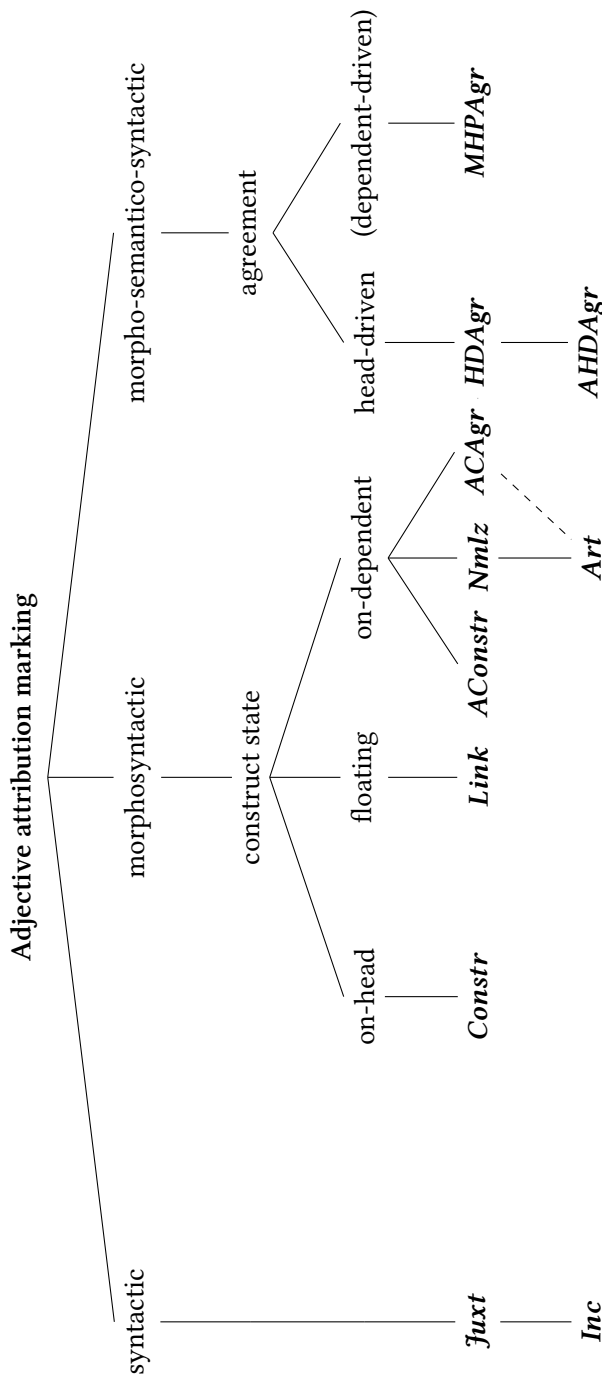 Adjective attribution marking
syntactic morphosyntactic morpho-semantico-syntactic
construct state agreement
on-head floating on-dependent head-driven (dependent-driven)
Juxt Constr Link AConstr Nmlz ACAgr HDAgr MHPAgr
Inc Art AHDAgr